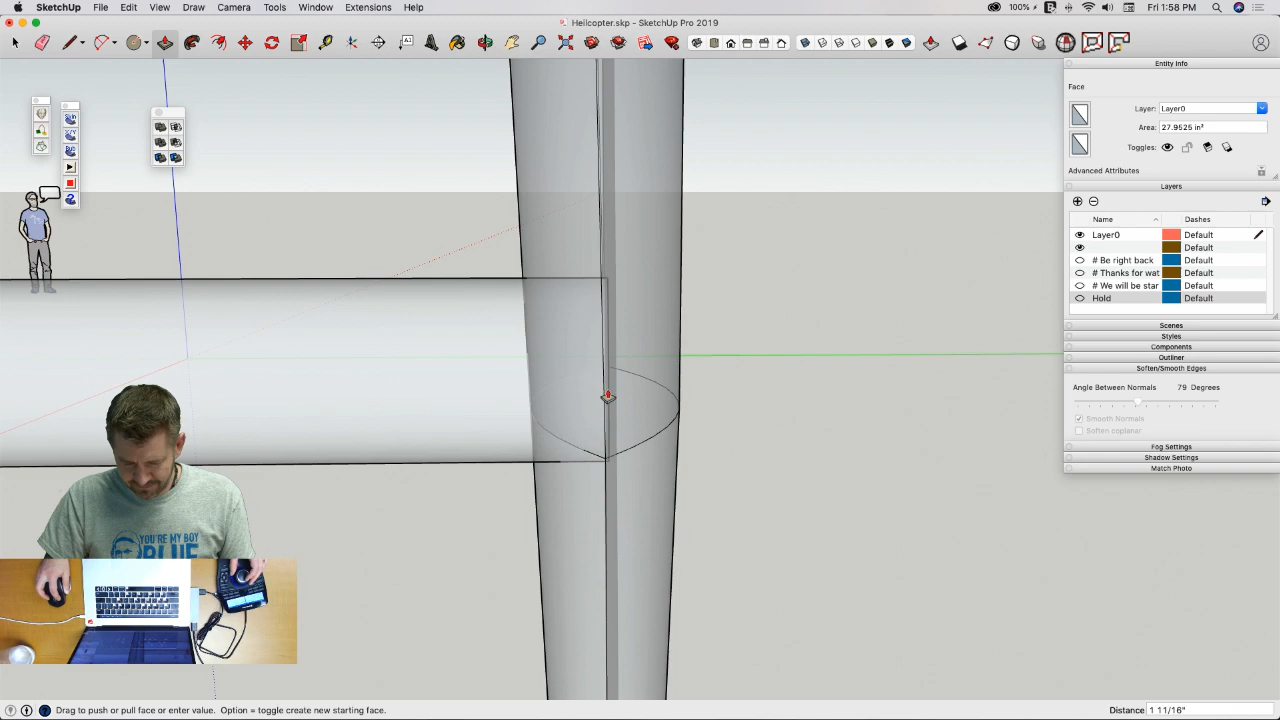 SketchUp File Edit View Draw Camera Tools Window Extensions Help
100% Fri 1:58 PM
Helicopter.skp - SketchUp Pro 2019
Entity Info
Face
Layer: Layer0
Area: 27.9525 in²
Toggles:
Advanced Attributes
Layers
Name Dashes
Layer0 Default
Default
# Be right back Default
# Thanks for wat Default
# We will be star Default
Hold Default
Scenes
Styles
Components
Outliner
Soften/Smooth Edges
Angle Between Normals 79 Degrees
Smooth Normals
Soften coplanar
Fog Settings
Shadow Settings
Match Photo
YOU'RE MY BOY
BLUE
Drag to push or pull face or enter value. Option = toggle create new starting face.
Distance 1 11/16"